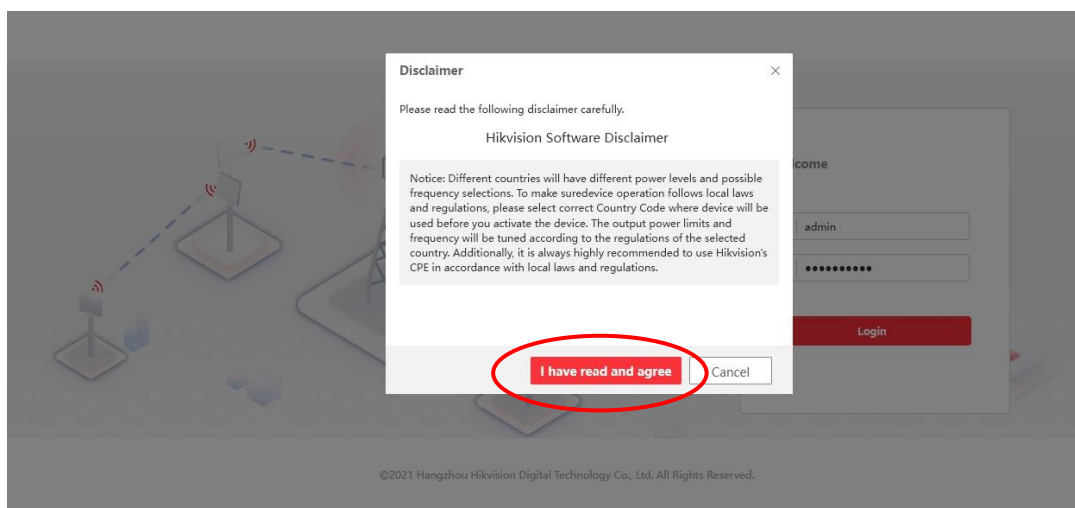 Disclaimer
Please read the following disclaimer carefully.
Hikvision Software Disclaimer
Notice: Different countries will have different power levels and possible
frequency selections. To make suredevice operation follows local laws
and regulations, please select correct Country Code where device will be
used before you activate the device. The output power limits and
frequency will be tuned according to the regulations of the selected
country. Additionally, it is always highly recommended to use Hikvision's
CPE in accordance with local laws and regulations.
I have read and agree
Cancel
lcome
admin
Login
©2021 Hangzhou Hikvision Digital Technology Co., Ltd. All Rights Reserved.